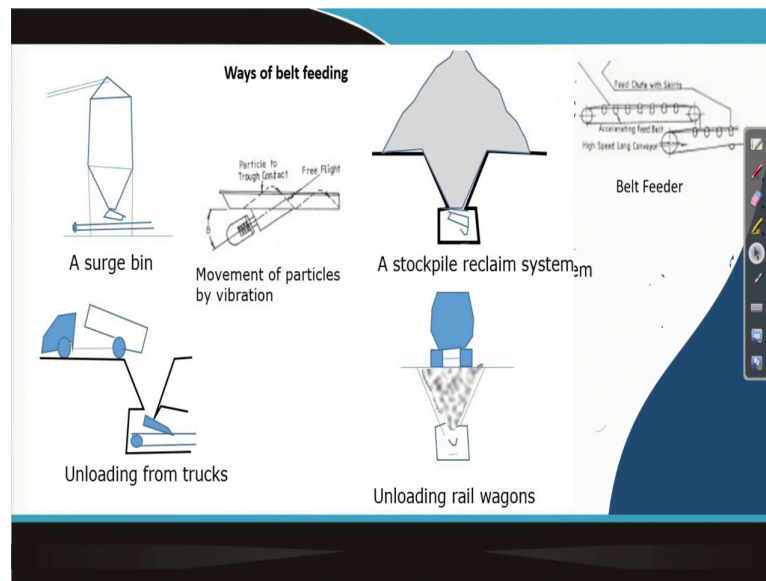 Ways of belt feeding
Feed Chute with Skirts
Accelerating Feed Belt
High Speed Long Conveyor
Belt Feeder
Particle to
Trough Contact
Free Flight
B
A surge bin
Movement of particles
by vibration
A stockpile reclaim system
em
Unloading from trucks
Unloading rail wagons